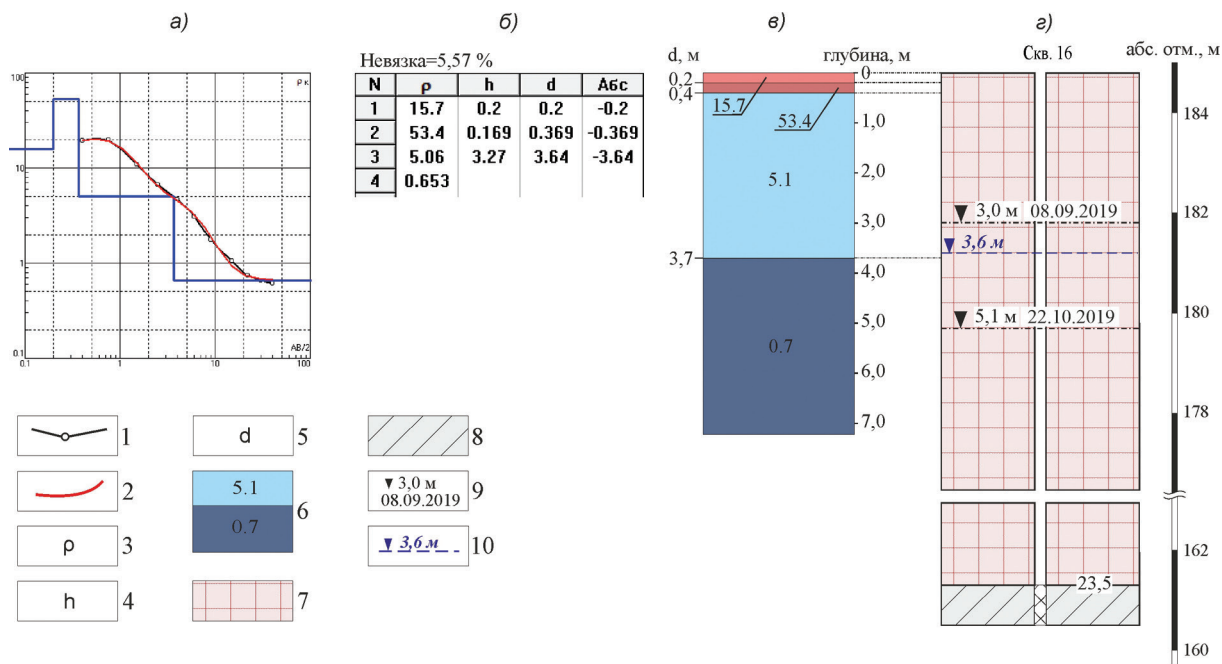 а)
б)
в)
г)
100
10
1
0.1
ρ к
AB/2
0.1
1
10
100
Невязка=5,57 %
N ρ h d Абс
1 15.7 0.2 0.2 -0.2
2 53.4 0.169 0.369 -0.369
3 5.06 3.27 3.64 -3.64
4 0.653
d, м
глубина, м
0,2
0,4
3,7
15.7
53.4
5.1
0.7
0
1,0
2,0
3,0
4,0
5,0
6,0
7,0
Скв. 16
3,0 м 08.09.2019
3,6 м
5,1 м 22.10.2019
23,5
абс. отм., м
184
182
180
178
162
160
1
2
ρ 3
h 4
d 5
5.1
0.7
6
7
8
3,0 м
08.09.2019
9
3,6 м 10